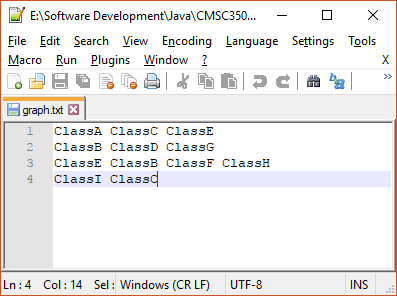 E:\Software Development\Java\CMSC350...
File Edit Search View Encoding Language Settings Tools
Macro Run Plugins Window ? X
graph.txt
1 ClassA ClassC ClassE
2 ClassB ClassD ClassG
3 ClassE ClassB ClassF ClassH
4 ClassI ClassC
Ln : 4 Col : 14 Sel : Windows (CR LF) UTF-8 INS